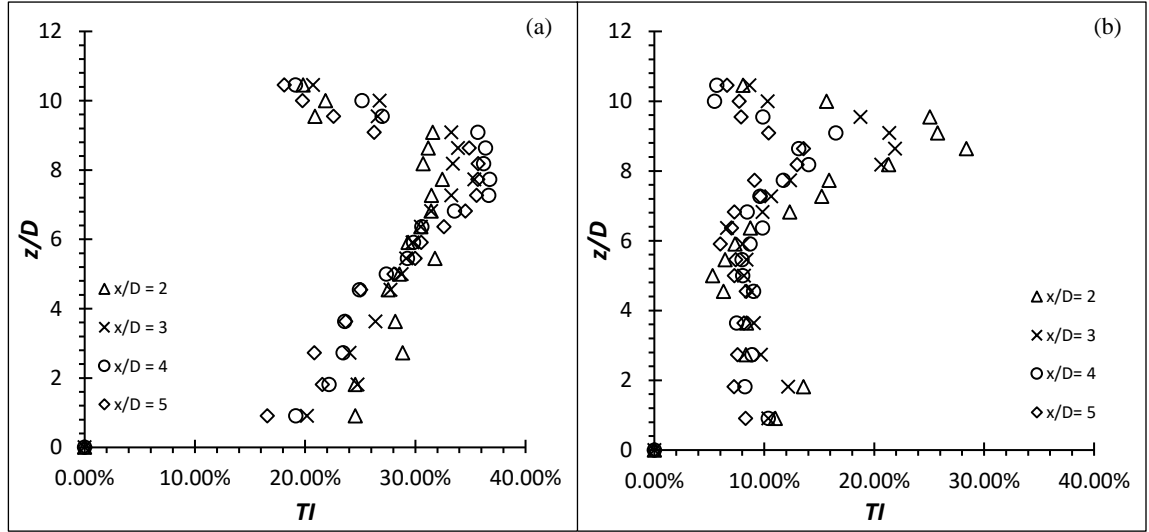 (a)
12
10
8
6
4
2
0
z/D
x/D = 2
x/D = 3
x/D = 4
x/D = 5
0.00% 10.00% 20.00% 30.00% 40.00%
TI
(b)
12
10
8
6
4
2
0
z/D
x/D= 2
x/D= 3
x/D= 4
x/D= 5
0.00% 10.00% 20.00% 30.00% 40.00%
TI